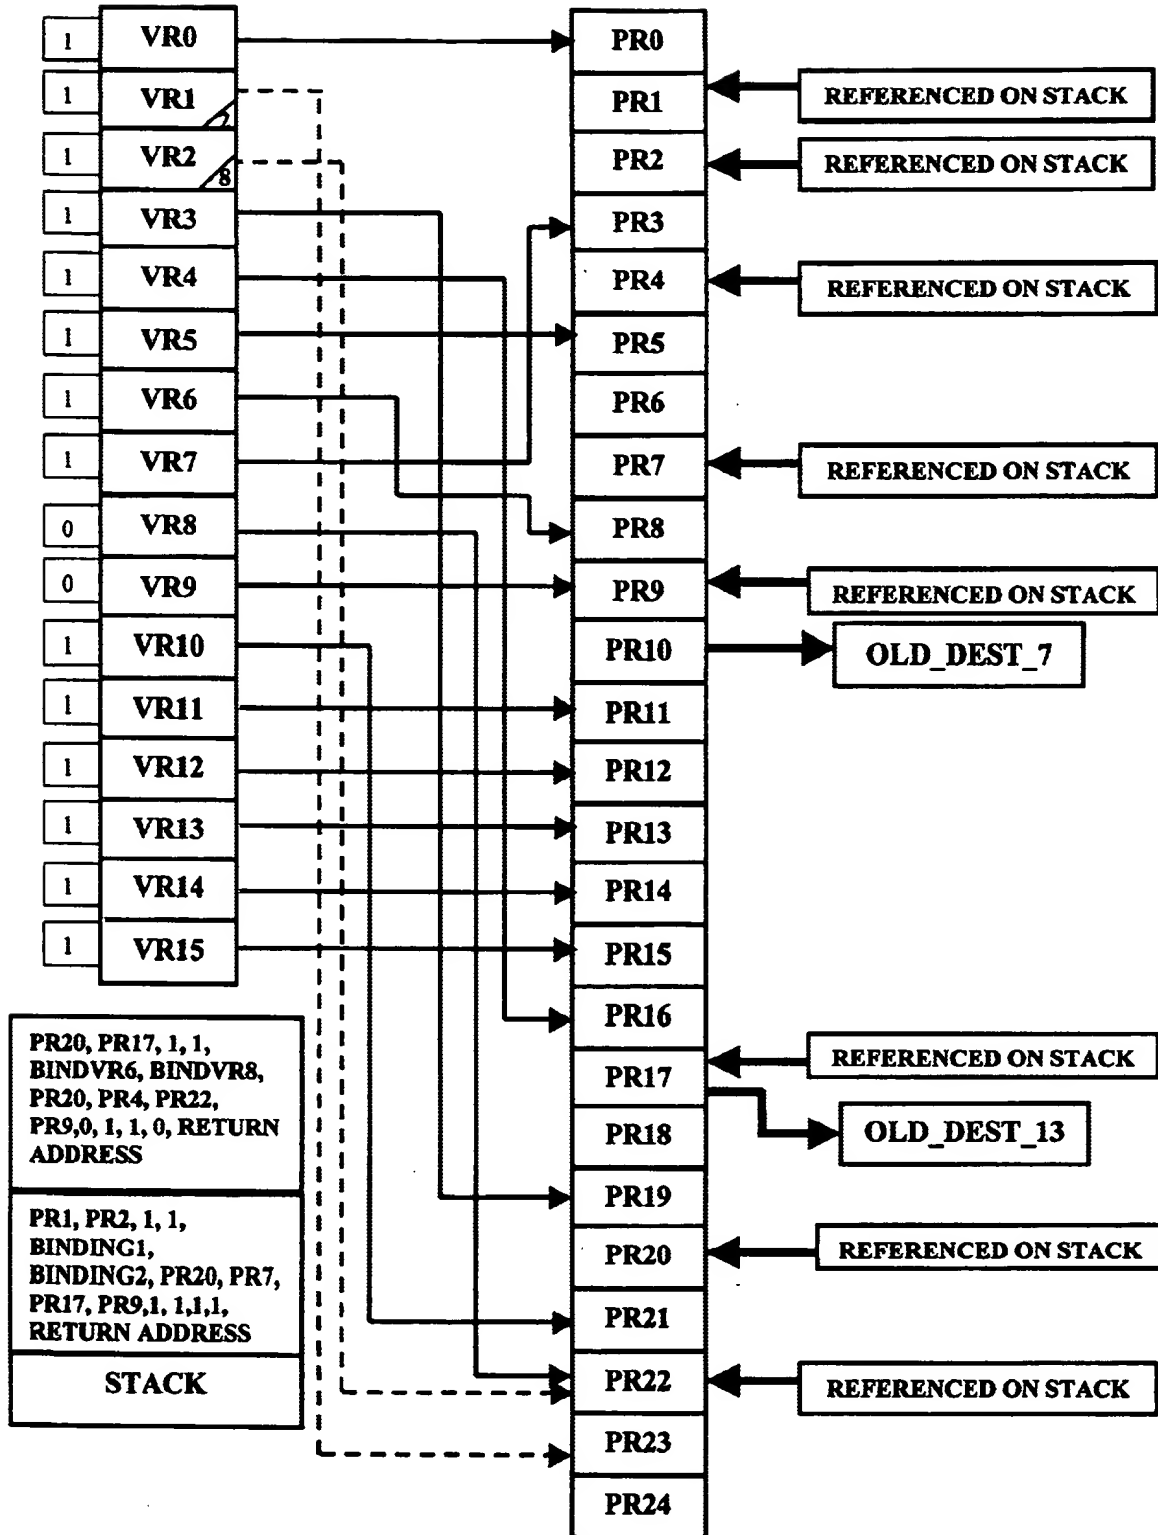 1
VR0
1
VR1
2
1
VR2
8
1
VR3
1
VR4
1
VR5
1
VR6
1
VR7
0
VR8
0
VR9
1
VR10
1
VR11
1
VR12
1
VR13
1
VR14
1
VR15
PR20, PR17, 1, 1,
BINDVR6, BINDVR8,
PR20, PR4, PR22,
PR9,0, 1, 1, 0, RETURN
ADDRESS
PR1, PR2, 1, 1,
BINDING1,
BINDING2, PR20, PR7,
PR17, PR9,1, 1,1,1,
RETURN ADDRESS
STACK
PR0
PR1
PR2
PR3
PR4
PR5
PR6
PR7
PR8
PR9
PR10
PR11
PR12
PR13
PR14
PR15
PR16
PR17
PR18
PR19
PR20
PR21
PR22
PR23
PR24
REFERENCED ON STACK
REFERENCED ON STACK
REFERENCED ON STACK
REFERENCED ON STACK
REFERENCED ON STACK
OLD_DEST_7
REFERENCED ON STACK
OLD_DEST_13
REFERENCED ON STACK
REFERENCED ON STACK